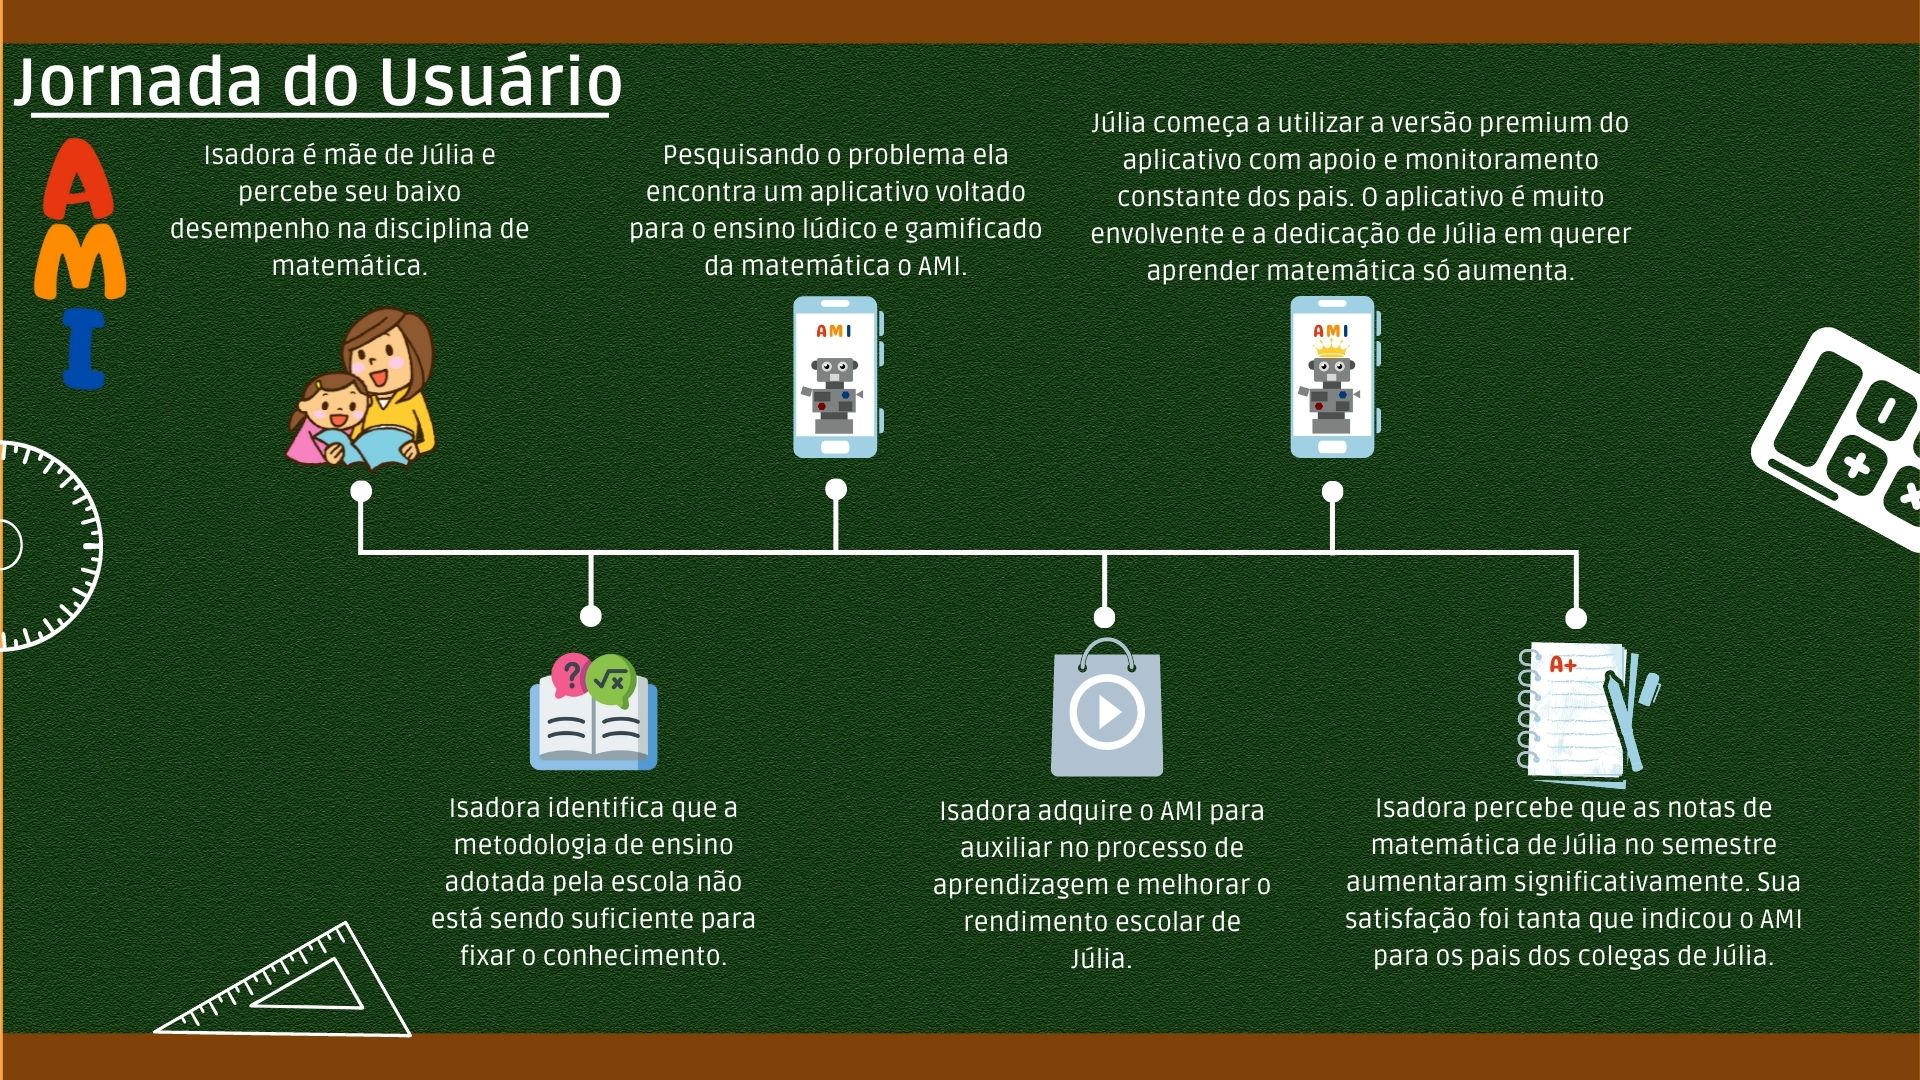 Jornada do Usuário
AMI
Isadora é mãe de Júlia e
percebe seu baixo
desempenho na disciplina de
matemática.
Isadora identifica que a
metodologia de ensino
adotada pela escola não
está sendo suficiente para
fixar o conhecimento.
Pesquisando o problema ela
encontra um aplicativo voltado
para o ensino lúdico e gamificado
da matemática o AMI.
AMI
Isadora adquire o AMI para
auxiliar no processo de
aprendizagem e melhorar o
rendimento escolar de
Júlia.
Júlia começa a utilizar a versão premium do
aplicativo com apoio e monitoramento
constante dos pais. O aplicativo é muito
envolvente e a dedicação de Júlia em querer
aprender matemática só aumenta.
AMI
A+
Isadora percebe que as notas de
matemática de Júlia no semestre
aumentaram significativamente. Sua
satisfação foi tanta que indicou o AMI
para os pais dos colegas de Júlia.
? √x